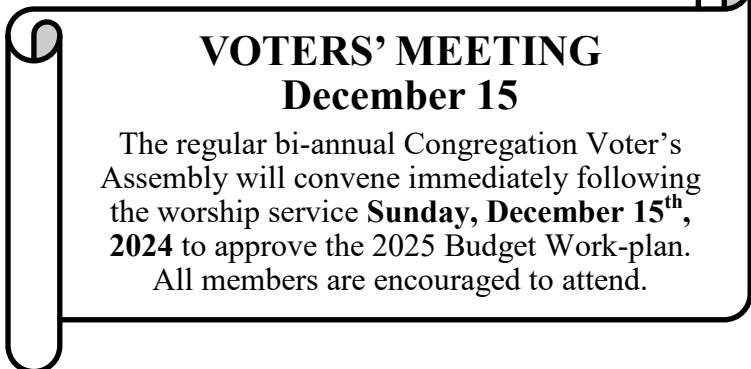 VOTERS’ MEETING
December 15
The regular bi-annual Congregation Voter’s
Assembly will convene immediately following
the worship service Sunday, December 15th,
2024 to approve the 2025 Budget Work-plan.
All members are encouraged to attend.